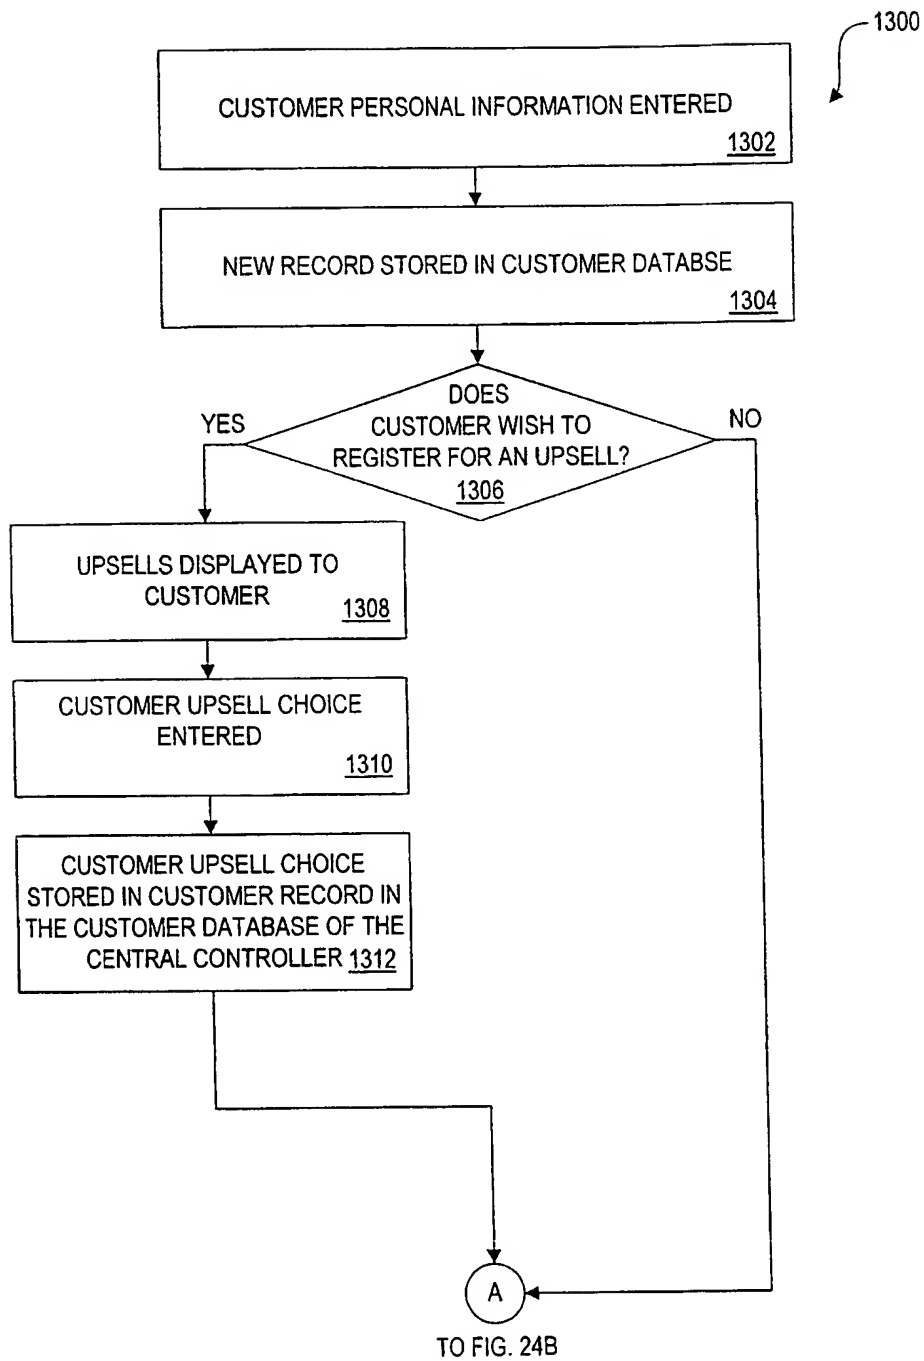 1300
CUSTOMER PERSONAL INFORMATION ENTERED
1302
NEW RECORD STORED IN CUSTOMER DATABSE
1304
DOES
CUSTOMER WISH TO
REGISTER FOR AN UPSELL?
1306
YES
NO
UPSELLS DISPLAYED TO
CUSTOMER
1308
CUSTOMER UPSELL CHOICE
ENTERED
1310
CUSTOMER UPSELL CHOICE
STORED IN CUSTOMER RECORD IN
THE CUSTOMER DATABASE OF THE
CENTRAL CONTROLLER 1312
A
TO FIG. 24B